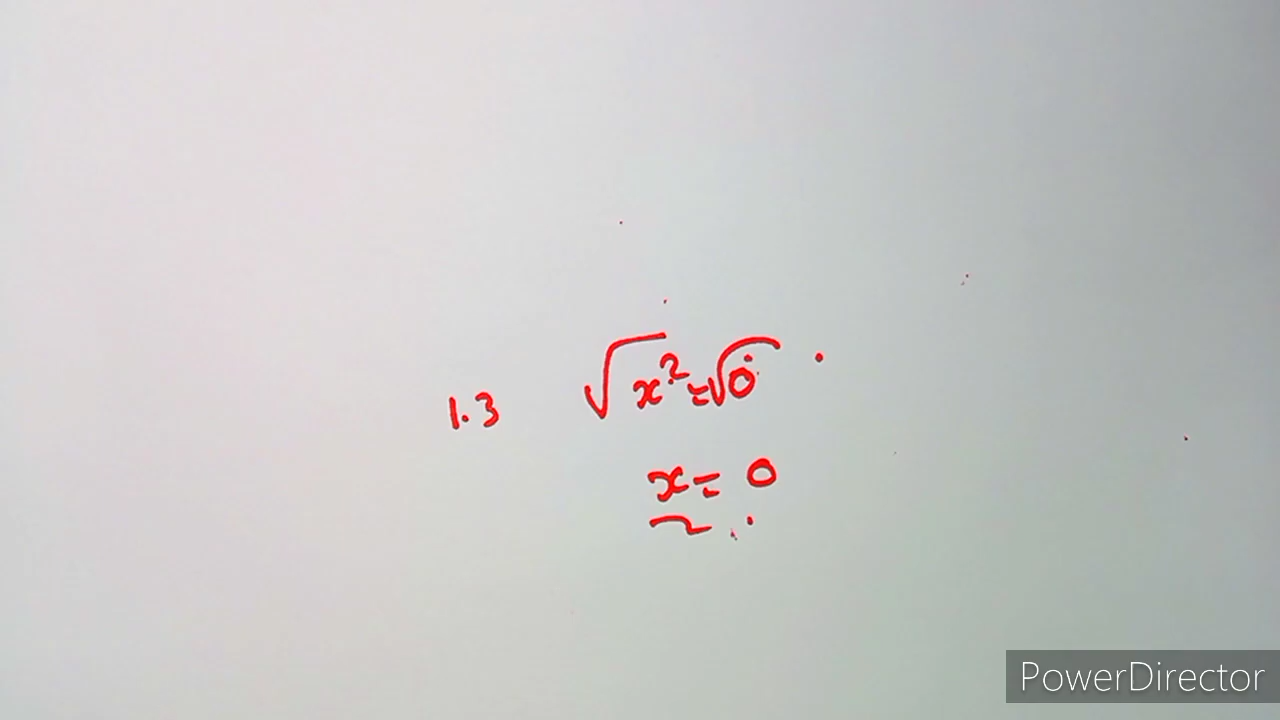 1.3 √x² = √0
x = 0
PowerDirector